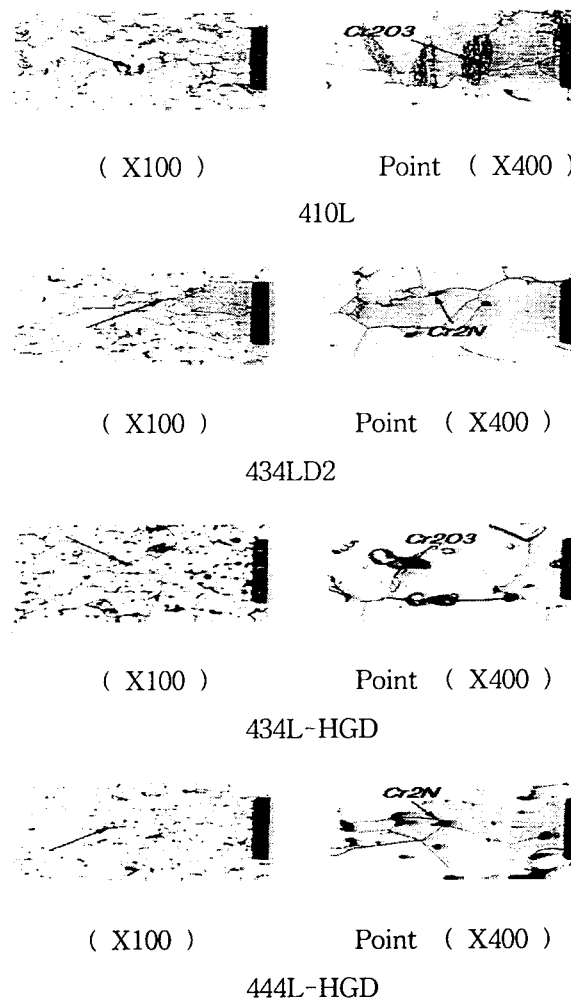 Cr2O3
( X100 ) Point ( X400 )
410L
Cr2N
( X100 ) Point ( X400 )
434LD2
Cr2O3
( X100 ) Point ( X400 )
434L-HGD
Cr2N
( X100 ) Point ( X400 )
444L-HGD